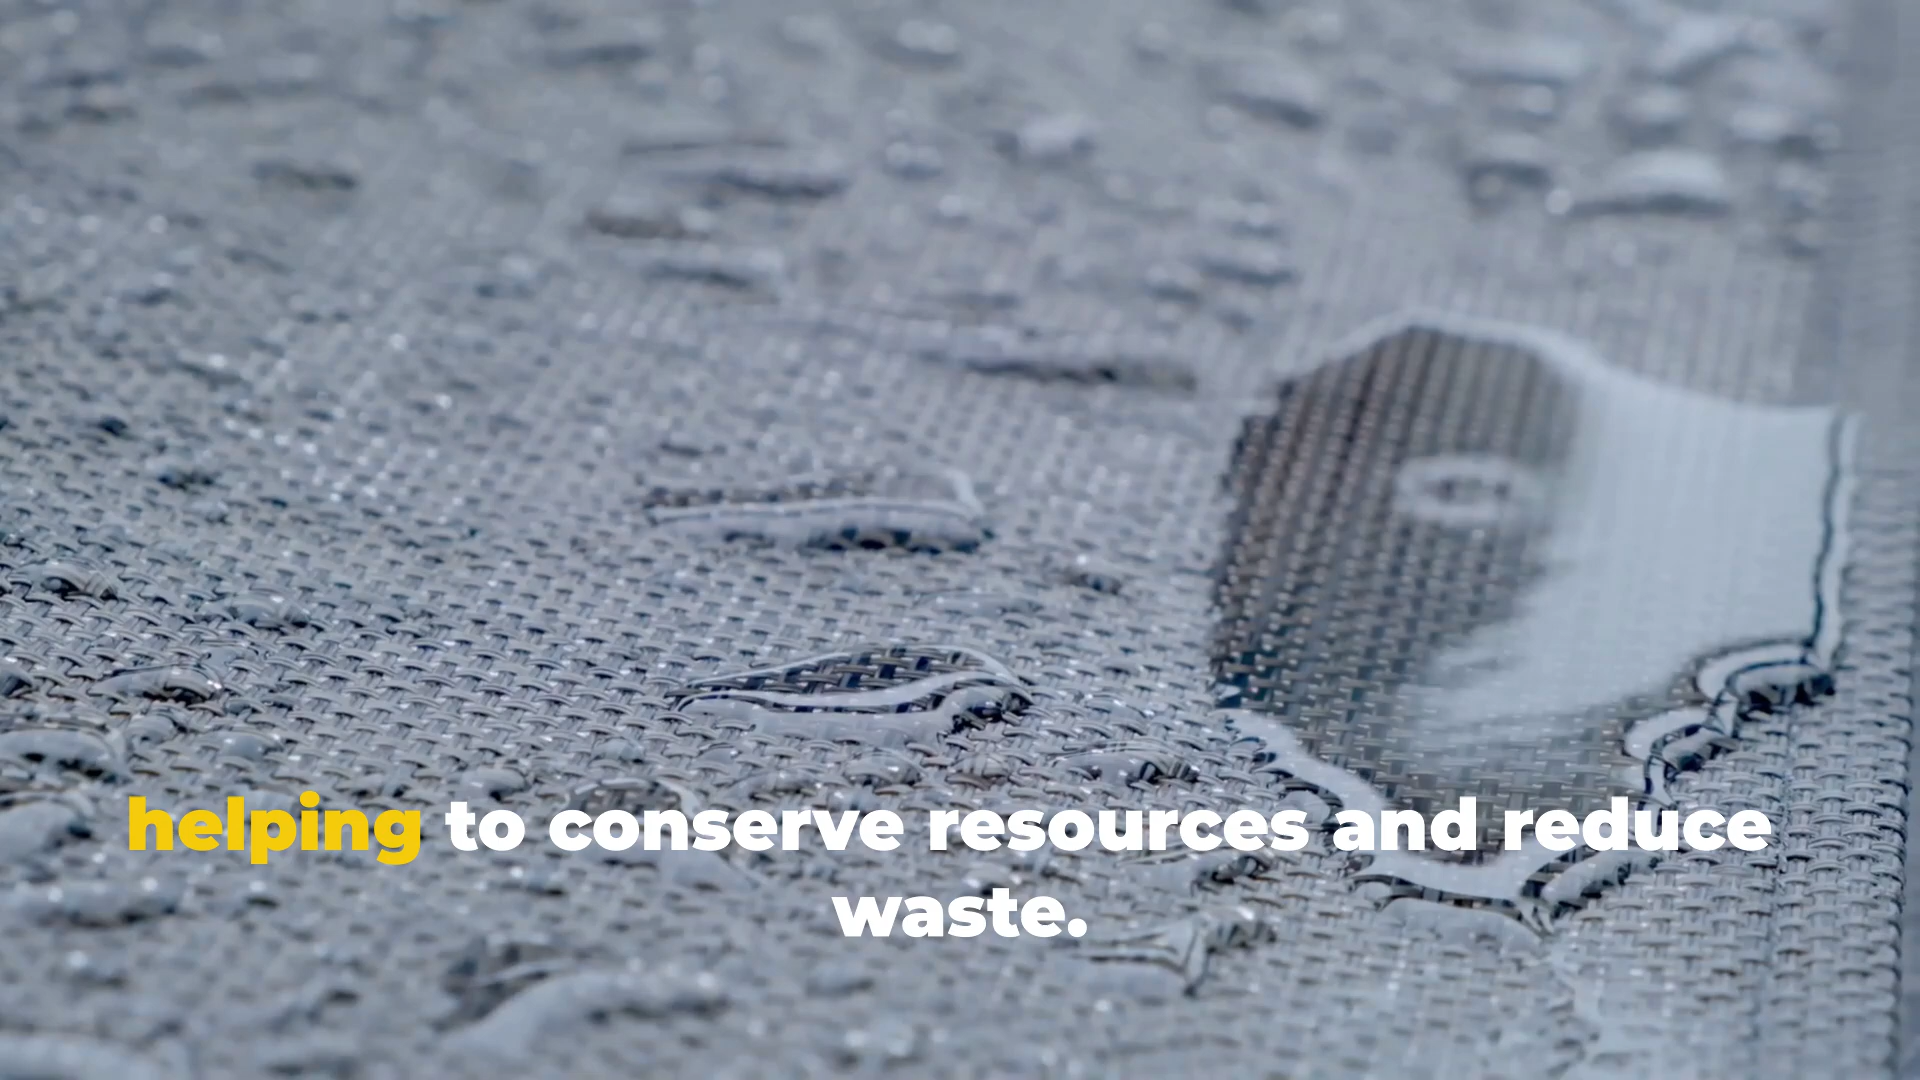 helping to conserve resources and reduce
waste.